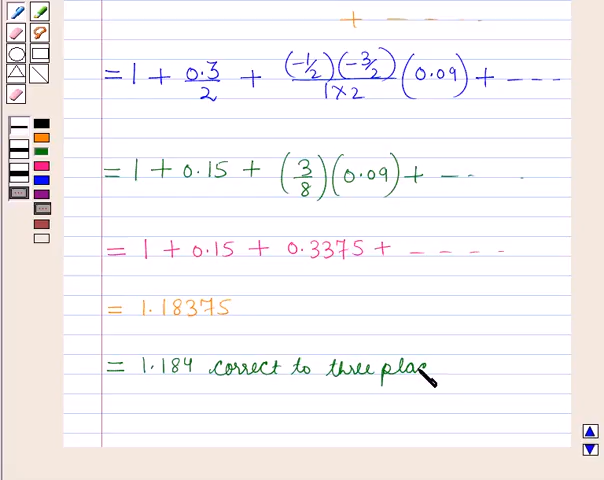 + - - - -
= 1 + 0.3/2 + (-1/2)(-3/2)/1×2 (0.09) + - - -
= 1 + 0.15 + (3/8)(0.09) + - - - -
= 1 + 0.15 + 0.3375 + - - - -
= 1.18375
= 1.184 correct to three plac